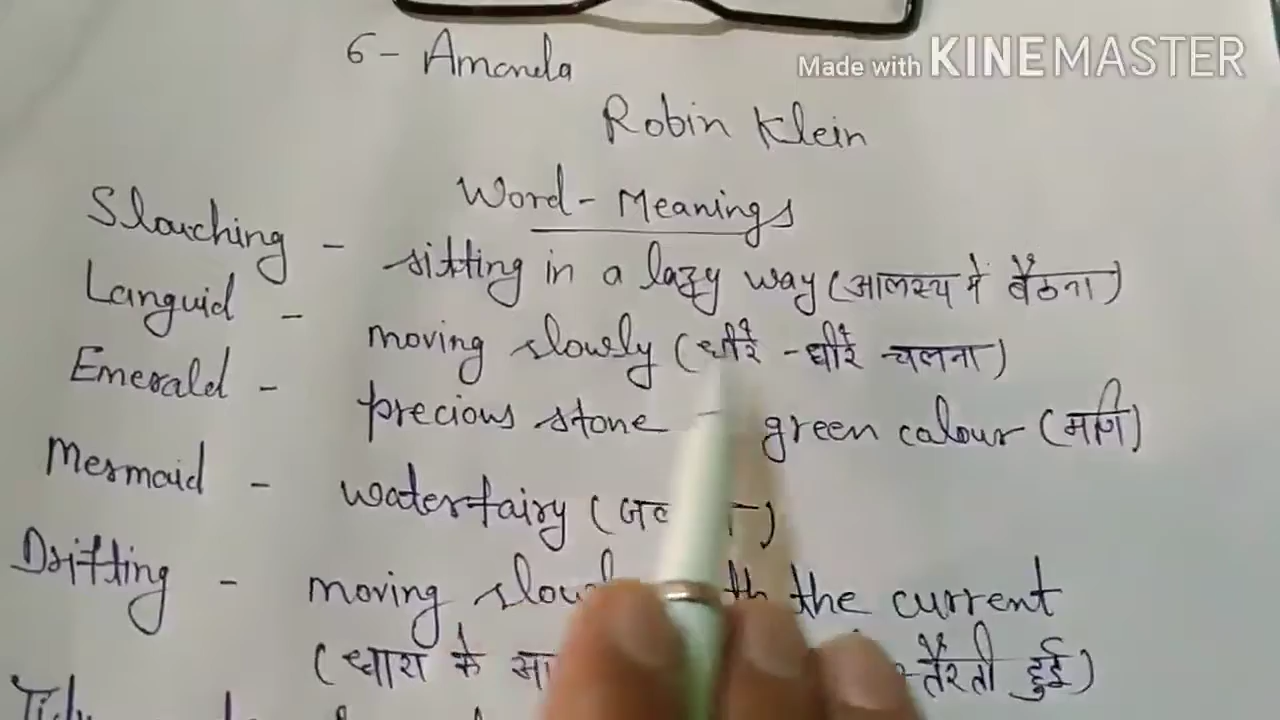 6 - Amanda
Made with KINEMASTER
Robin Klein
Word - Meanings
Slouching - sitting in a lazy way (आलस्य में बैठना)
Languid - moving slowly (धीरे - धीरे चलना)
Emerald - precious stone - green colour (मणि)
Mermaid - waterfairy
Drifting - moving the current
(धारा के तैरती हुई)